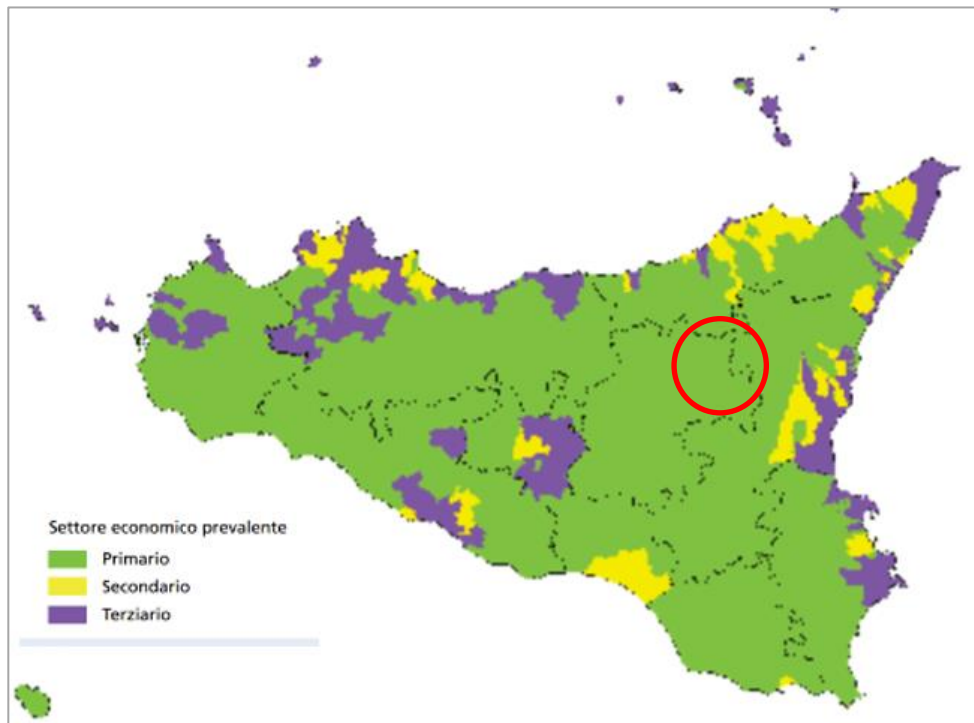 Settore economico prevalente
Primario
Secondario
Terziario